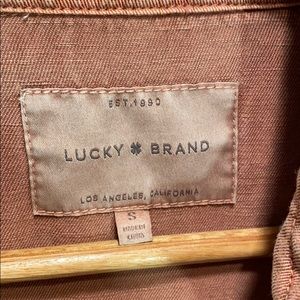 EST. 1990
LUCKY BRAND
LOS ANGELES, CALIFORNIA
S